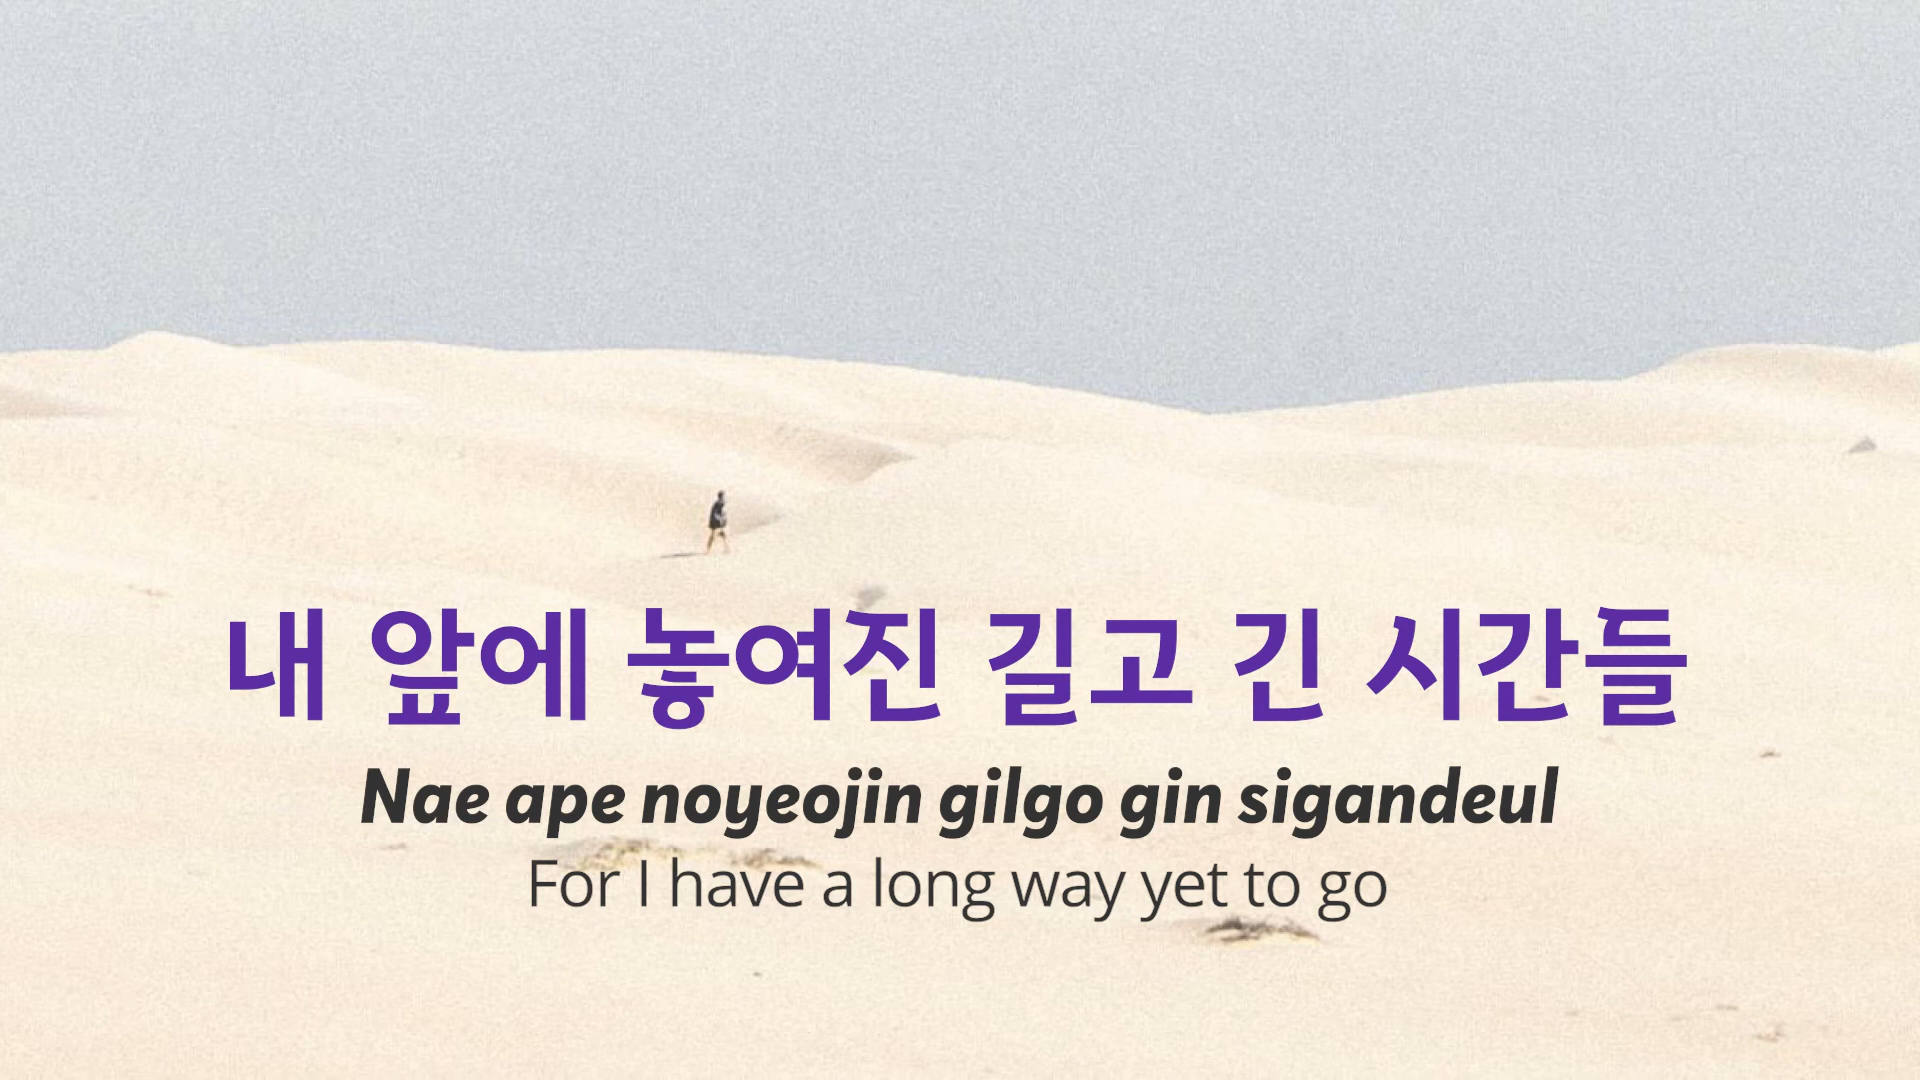 내 앞에 놓여진 길고 긴 시간들
Nae ape noyeojin gilgo gin sigandeul
For I have a long way yet to go